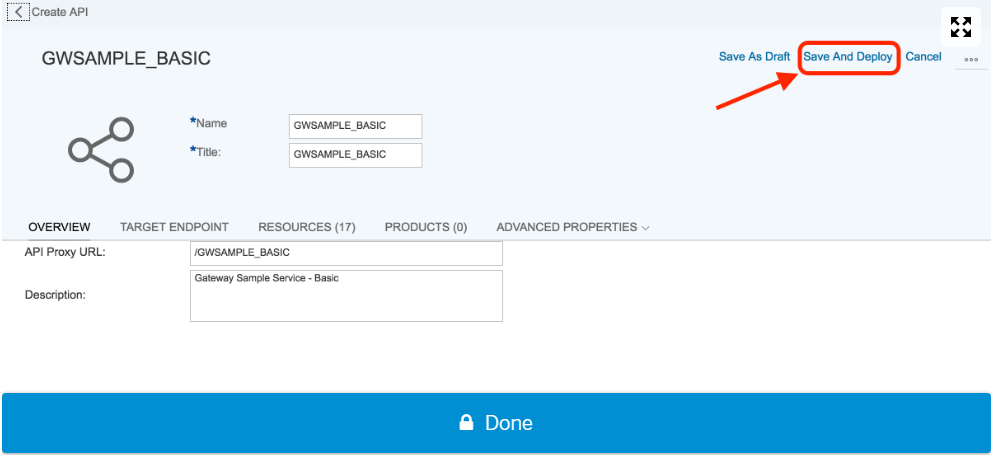 Create API
GWSAMPLE_BASIC
Save As Draft Save And Deploy Cancel
*Name GWSAMPLE_BASIC
*Title: GWSAMPLE_BASIC
OVERVIEW TARGET ENDPOINT RESOURCES (17) PRODUCTS (0) ADVANCED PROPERTIES
API Proxy URL: /GWSAMPLE_BASIC
Gateway Sample Service - Basic
Description:
Done